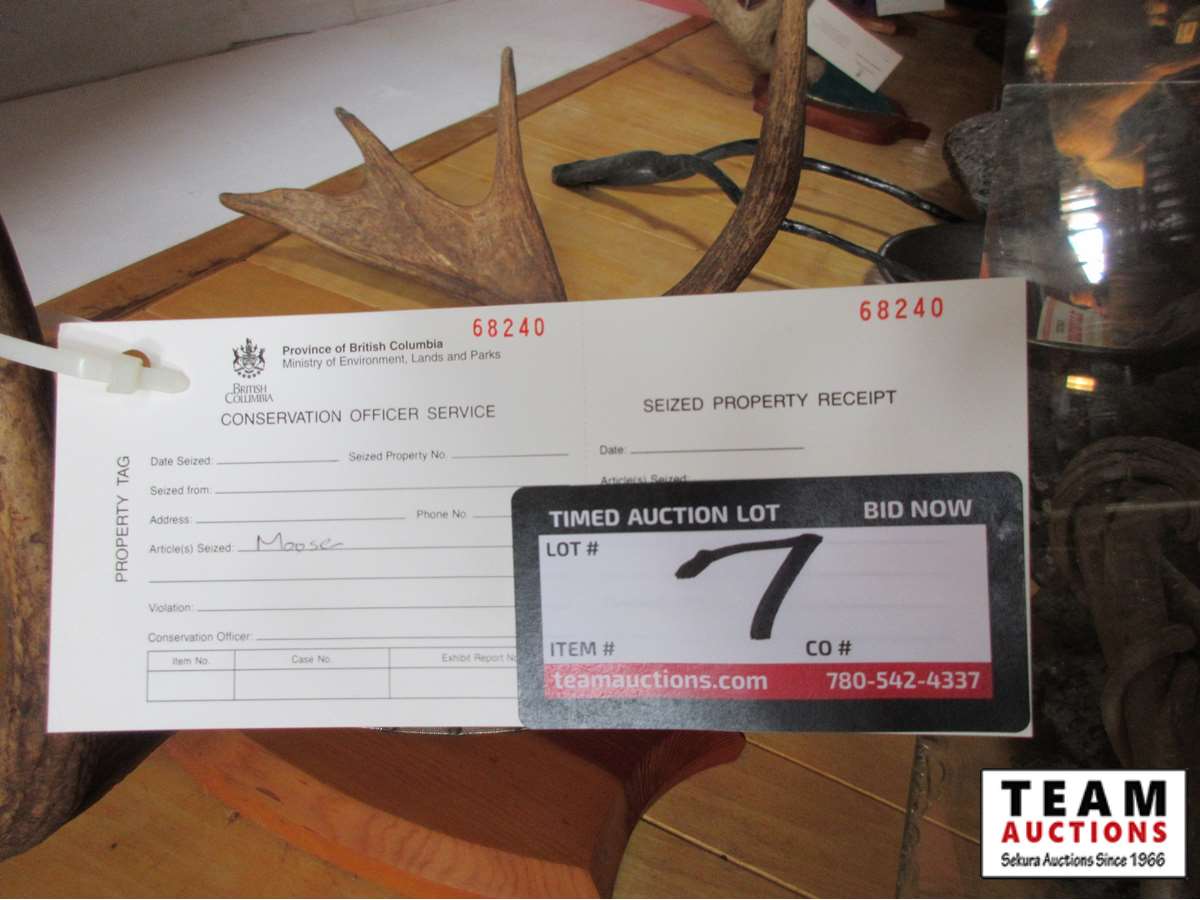 68240
68240
Province of British Columbia
Ministry of Environment, Lands and Parks
BRITISH
COLUMBIA
CONSERVATION OFFICER SERVICE
PROPERTY TAG
Date Seized:
Seized Property No.
Seized from:
Address:
Phone No.
Article(s) Seized: Moose
Violation:
Conservation Officer:
Item No.
Case No.
Exhibit Report No
SEIZED PROPERTY RECEIPT
Date:
Article(s) Seized:
TIMED AUCTION LOT
BID NOW
LOT #
7
ITEM #
CO #
teamauctions.com
780-542-4337
TEAM
AUCTIONS
Sekura Auctions Since 1966